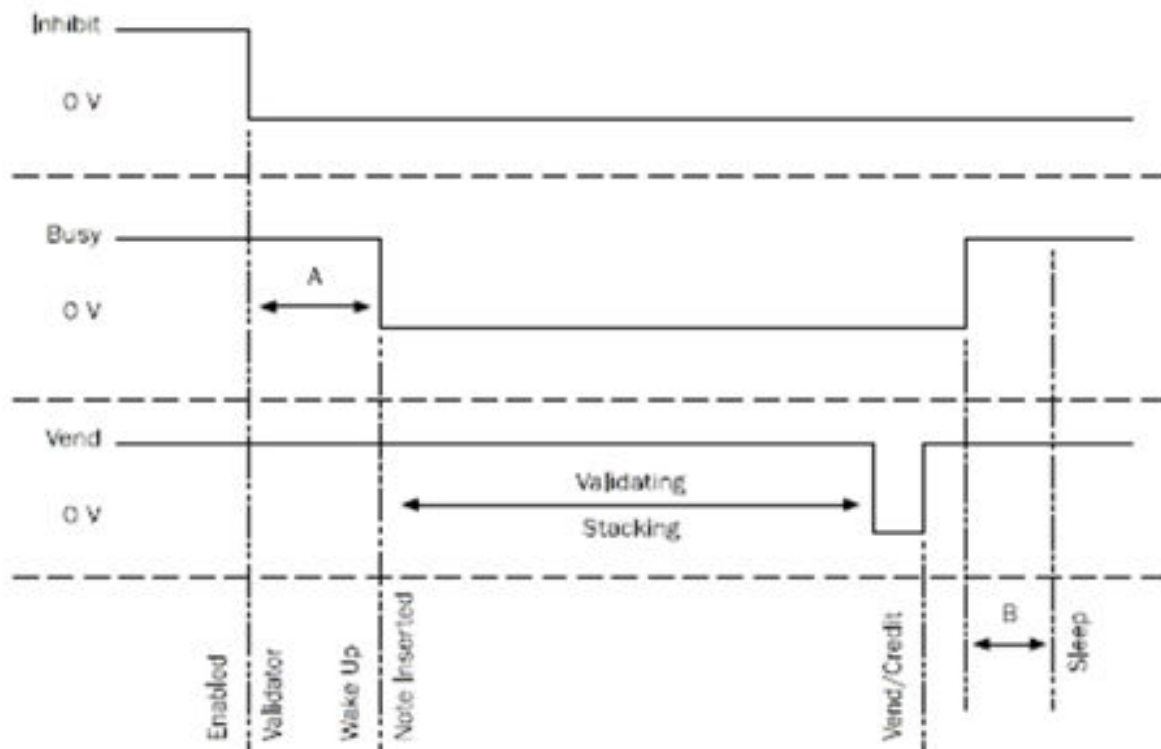 Inhibit
0 V
Busy
A
0 V
Vend
Validating
0 V
Stacking
Enabled
Validator
Wake Up
Note Inserted
Vend/Credit
B
Sleep